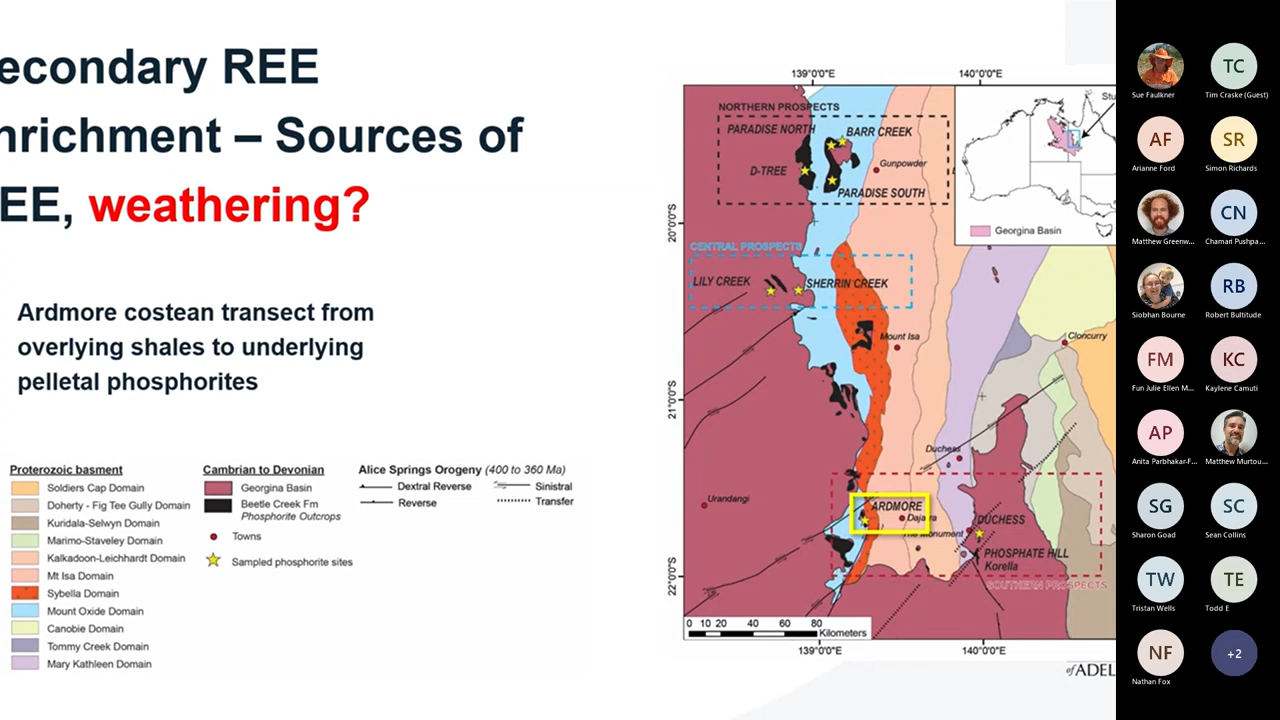 econdary REE
nrichment – Sources of
EE, weathering?
Ardmore costean transect from
overlying shales to underlying
pelletal phosphorites
Proterozoic basment
Soldiers Cap Domain
Doherty - Fig Tee Gully Domain
Kuridala-Selwyn Domain
Marimo-Staveley Domain
Kalkadoon-Leichhardt Domain
Mt Isa Domain
Sybella Domain
Mount Oxide Domain
Canobie Domain
Tommy Creek Domain
Mary Kathleen Domain
Cambrian to Devonian
Georgina Basin
Beetle Creek Fm
Phosphorite Outcrops
Towns
Sampled phosphorite sites
Alice Springs Orogeny (400 to 360 Ma)
Dextral Reverse
Sinistral
Reverse
Transfer
139°0'0"E
140°0'0"E
NORTHERN PROSPECTS
PARADISE NORTH
BARR CREEK
Gunpowder
D-TREE
PARADISE SOUTH
Stu
Georgina Basin
20°0'0"S
CENTRAL PROSPECTS
LILY CREEK
SHERRIN CREEK
Mount Isa
Cloncurry
21°0'0"S
Duchess
Urandangi
ARDMORE
Dajarra
DUCHESS
The Monument
PHOSPHATE HILL
Korella
22°0'0"S
SOUTHERN PROSPECTS
0 10 20 40 60 80
Kilometers
139°0'0"E
140°0'0"E
of ADEL
Sue Faulkner
TC
Tim Craske (Guest)
AF
Arianne Ford
SR
Simon Richards
Matthew Greenw...
CN
Chamari Pushpa...
Siobhan Bourne
RB
Robert Bultitude
FM
Fun Julie Ellen M...
KC
Kaylene Camuti
AP
Anita Parbhakar-F...
Matthew Murtou...
SG
Sharon Goad
SC
Sean Collins
TW
Tristan Wells
TE
Todd E
NF
Nathan Fox
+2